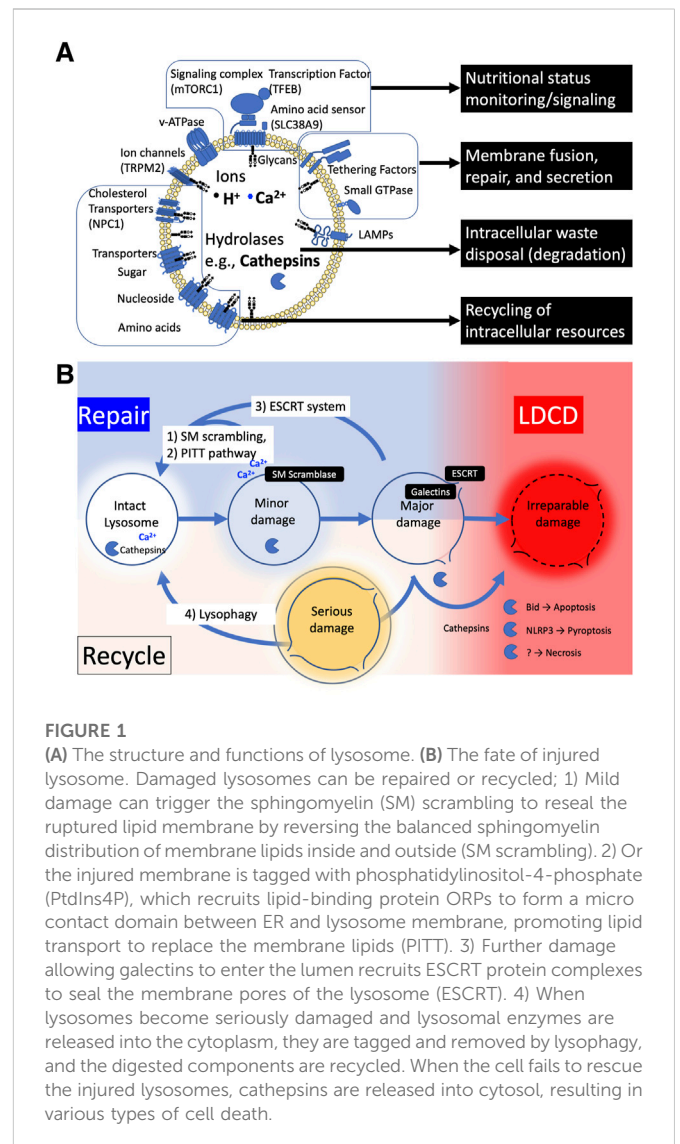 A
Signaling complex
(mTORC1)
Transcription Factor
(TFEB)
Amino acid sensor
(SLC38A9)
v-ATPase
Glycans
Ion channels
(TRPM2)
Ions
• H+ • Ca2+
Tethering Factors
Small GTPase
Cholesterol
Transporters
(NPC1)
LAMPs
Hydrolases
e.g., Cathepsins
Transporters
Sugar
Nucleoside
Amino acids
Nutritional status
monitoring/signaling
Membrane fusion,
repair, and secretion
Intracellular waste
disposal (degradation)
Recycling of
intracellular resources
B
Repair
3) ESCRT system
LDCD
1) SM scrambling,
2) PITT pathway
Ca2+
Ca2+
SM Scramblase
ESCRT
Galectins
Intact
Lysosome
Ca2+
Cathepsins
Minor
damage
Major
damage
Irreparable
damage
4) Lysophagy
Serious
damage
Cathepsins
Bid → Apoptosis
NLRP3 → Pyroptosis
? → Necrosis
Recycle
FIGURE 1
(A) The structure and functions of lysosome. (B) The fate of injured
lysosome. Damaged lysosomes can be repaired or recycled; 1) Mild
damage can trigger the sphingomyelin (SM) scrambling to reseal the
ruptured lipid membrane by reversing the balanced sphingomyelin
distribution of membrane lipids inside and outside (SM scrambling). 2) Or
the injured membrane is tagged with phosphatidylinositol-4-phosphate
(PtdIns4P), which recruits lipid-binding protein ORPs to form a micro
contact domain between ER and lysosome membrane, promoting lipid
transport to replace the membrane lipids (PITT). 3) Further damage
allowing galectins to enter the lumen recruits ESCRT protein complexes
to seal the membrane pores of the lysosome (ESCRT). 4) When
lysosomes become seriously damaged and lysosomal enzymes are
released into the cytoplasm, they are tagged and removed by lysophagy,
and the digested components are recycled. When the cell fails to rescue
the injured lysosomes, cathepsins are released into cytosol, resulting in
various types of cell death.